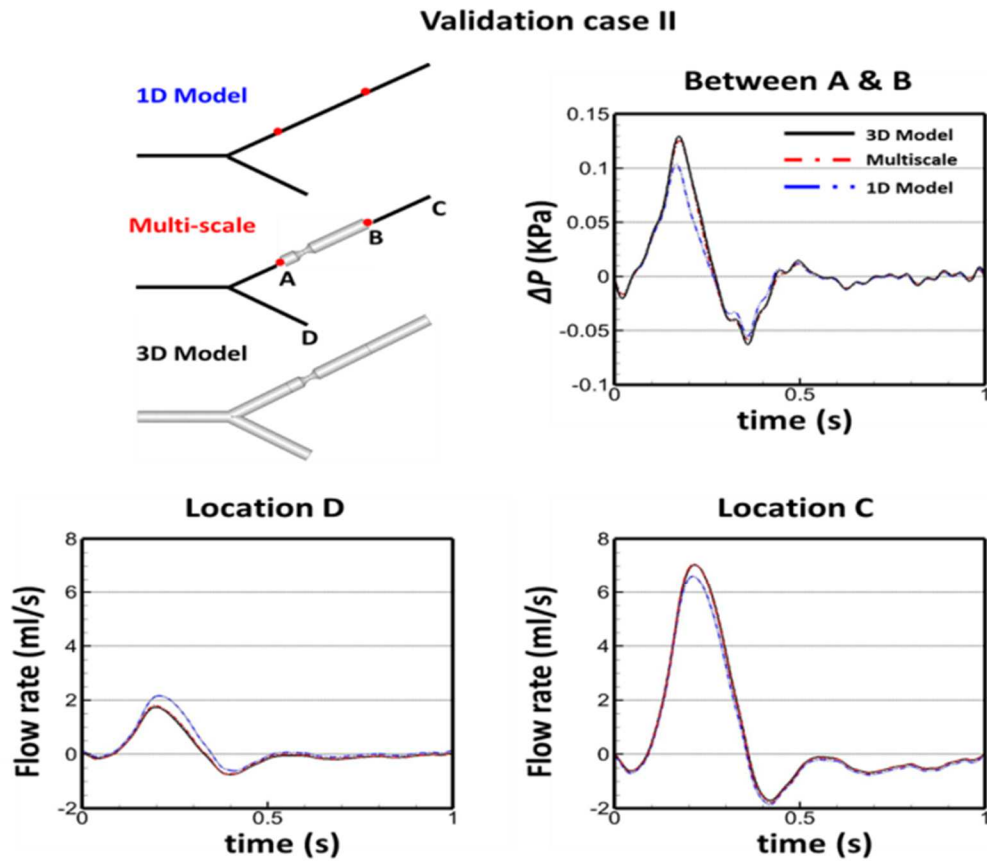 Validation case II
1D Model
Multi-scale
A
B
C
D
3D Model
Between A & B
3D Model
Multiscale
1D Model
0.15
0.1
0.05
0
-0.05
-0.1
ΔP (KPa)
0
0.5
1
time (s)
Location D
8
6
4
2
0
-2
Flow rate (ml/s)
0
0.5
1
time (s)
Location C
8
6
4
2
0
-2
Flow rate (ml/s)
0
0.5
1
time (s)